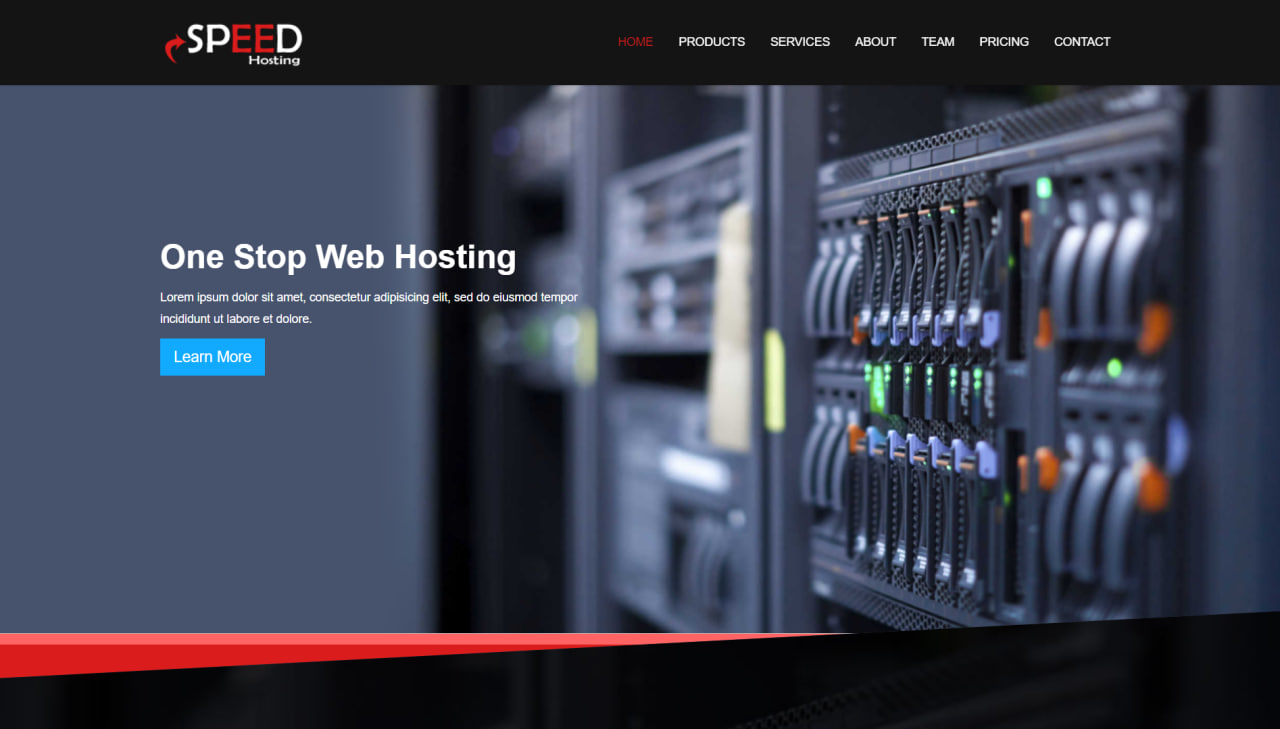 SPEED
Hosting
HOME PRODUCTS SERVICES ABOUT TEAM PRICING CONTACT
One Stop Web Hosting
Lorem ipsum dolor sit amet, consectetur adipisicing elit, sed do eiusmod tempor
incididunt ut labore et dolore.
Learn More